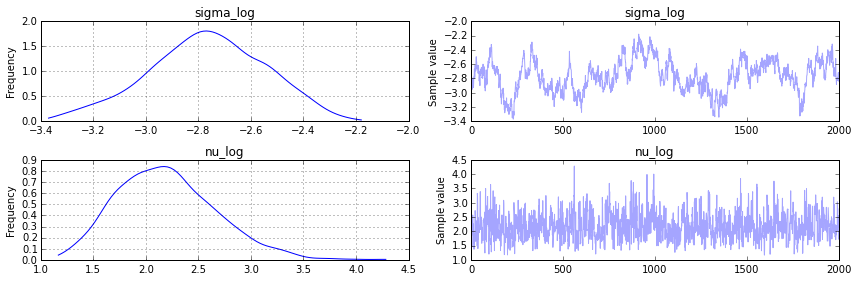 sigma_log
Frequency
2.0
1.5
1.0
0.5
0.0
−3.4 −3.2 −3.0 −2.8 −2.6 −2.4 −2.2 −2.0
sigma_log
Sample value
−2.0
−2.2
−2.4
−2.6
−2.8
−3.0
−3.2
−3.4
0 500 1000 1500 2000
nu_log
Frequency
0.9
0.8
0.7
0.6
0.5
0.4
0.3
0.2
0.1
0.0
1.0 1.5 2.0 2.5 3.0 3.5 4.0 4.5
nu_log
Sample value
4.5
4.0
3.5
3.0
2.5
2.0
1.5
1.0
0 500 1000 1500 2000